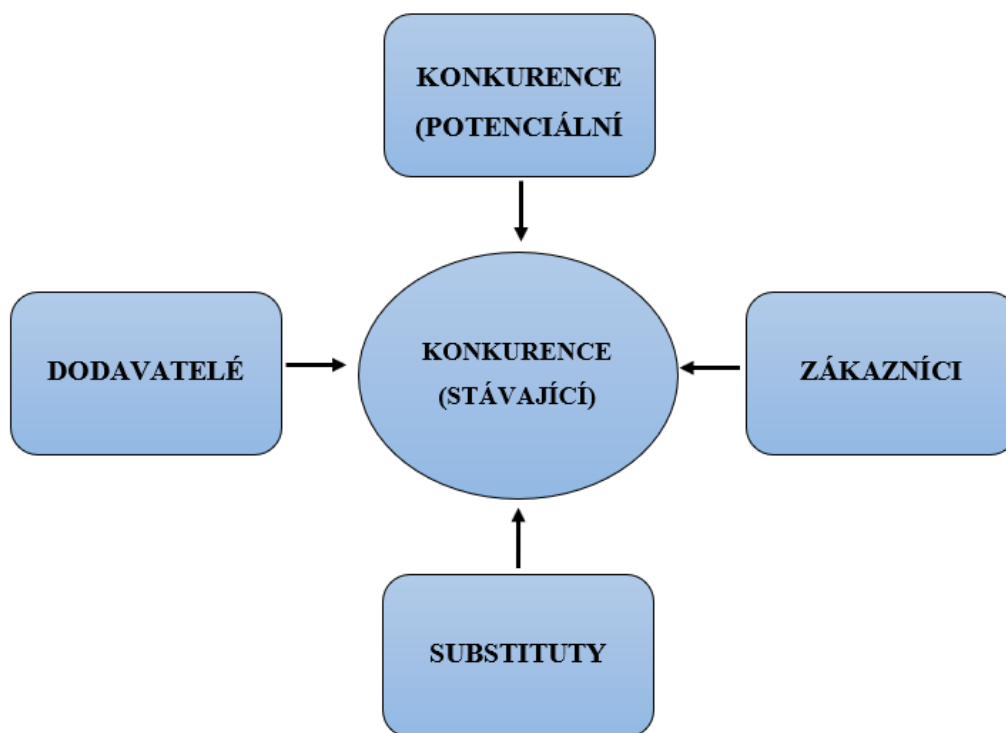 KONKURENCE
(POTENCIÁLNÍ
DODAVATELÉ
KONKURENCE
(STÁVAJÍCÍ)
ZÁKAZNÍCI
SUBSTITUTY